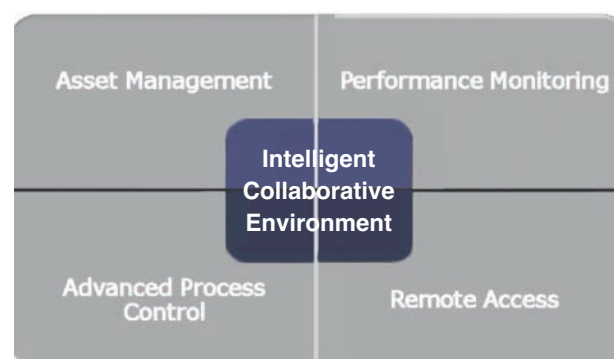 Asset Management
Performance Monitoring
Intelligent
Collaborative
Environment
Advanced Process
Control
Remote Access